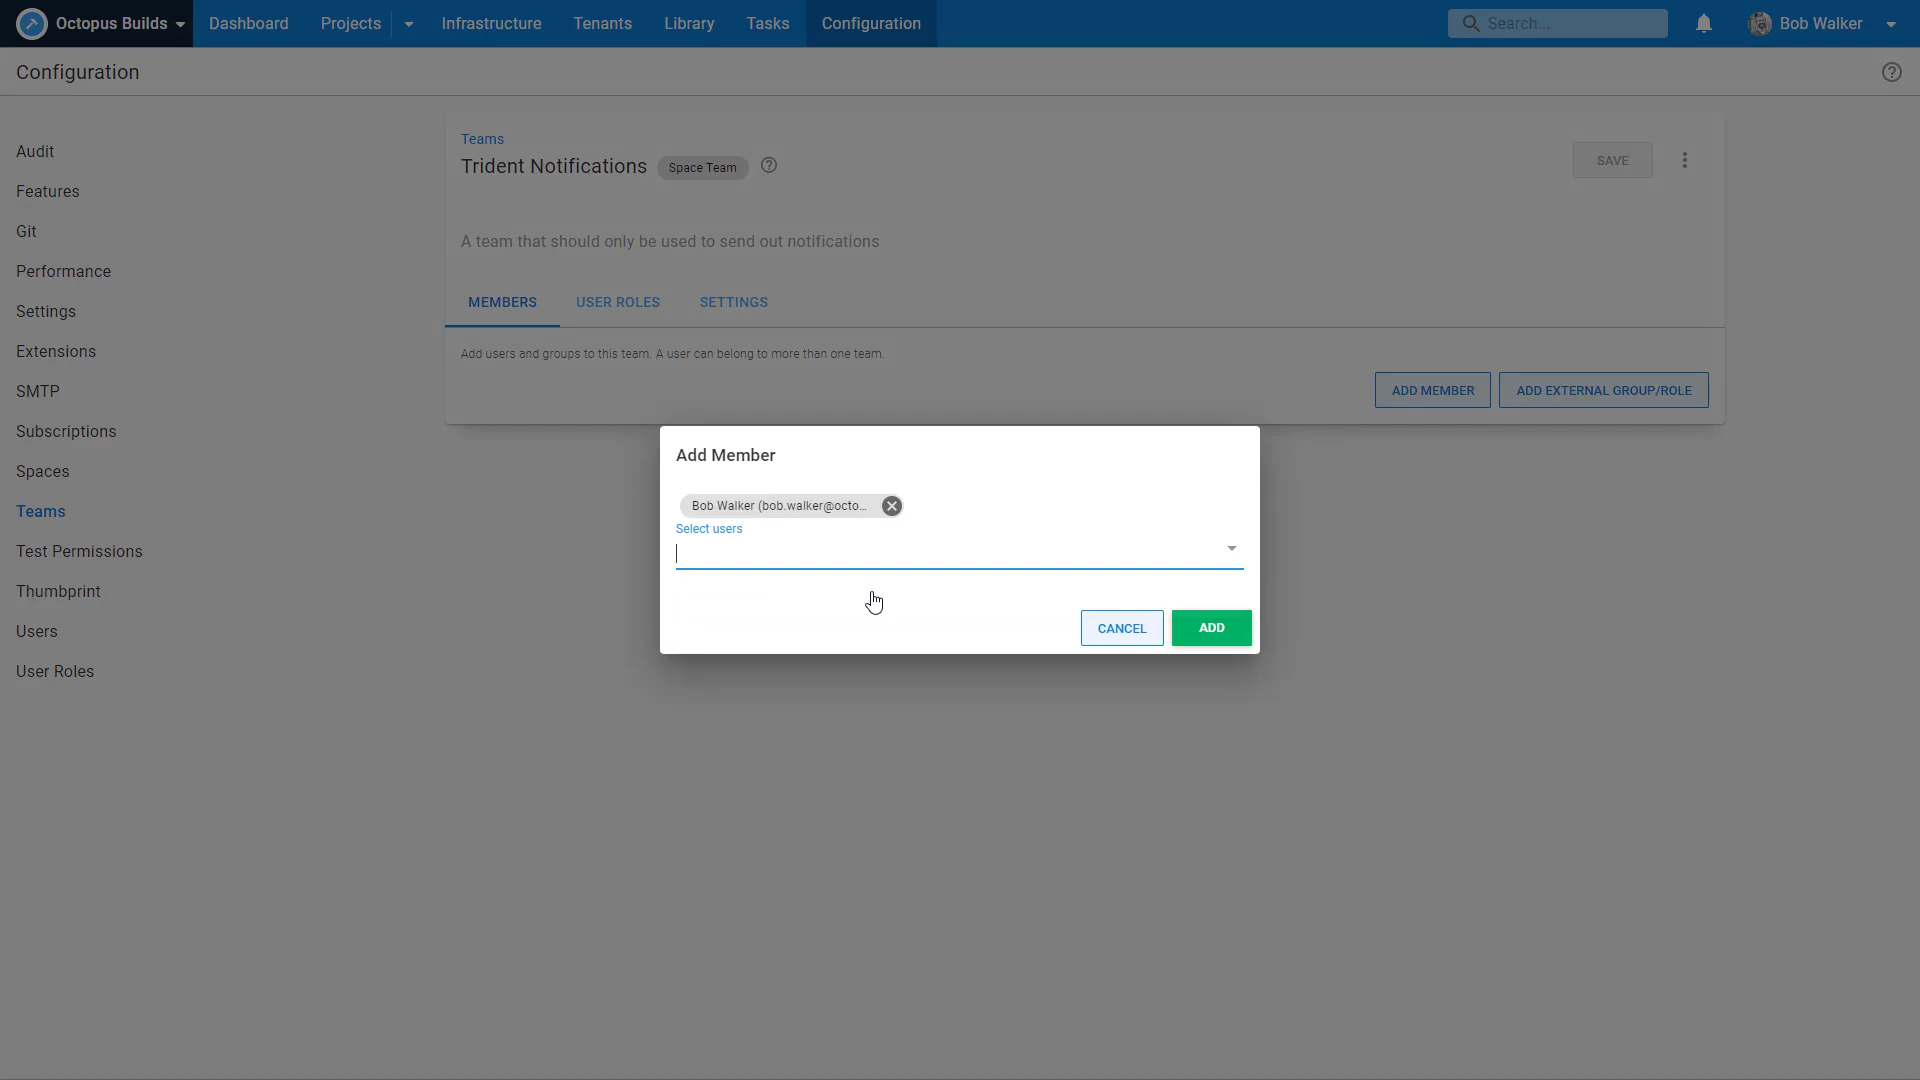 Octopus Builds
Dashboard
Projects
Infrastructure
Tenants
Library
Tasks
Configuration
Search...
Bob Walker
Configuration
Audit
Features
Git
Performance
Settings
Extensions
SMTP
Subscriptions
Spaces
Teams
Test Permissions
Thumbprint
Users
User Roles
Teams
Trident Notifications
Space Team
SAVE
A team that should only be used to send out notifications
MEMBERS
USER ROLES
SETTINGS
Add users and groups to this team. A user can belong to more than one team.
ADD MEMBER
ADD EXTERNAL GROUP/ROLE
Add Member
Bob Walker (bob.walker@octo...
Select users
CANCEL
ADD